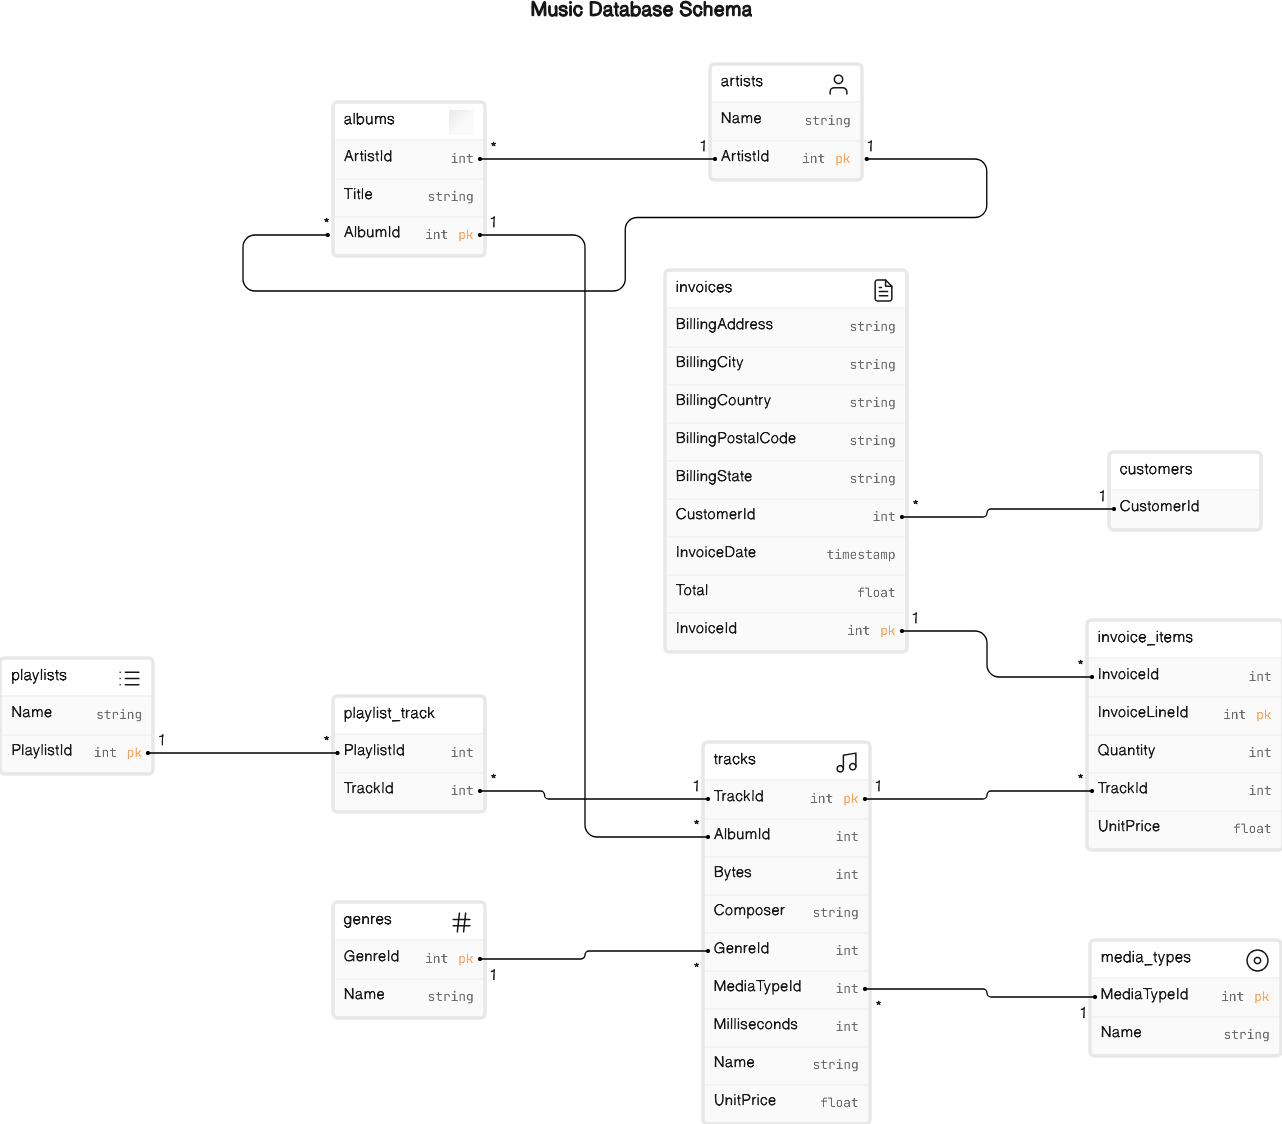 Music Database Schema
artists
Name string
1 ArtistId int pk 1
albums
ArtistId int *
Title string
* AlbumId int pk 1
invoices
BillingAddress string
BillingCity string
BillingCountry string
BillingPostalCode string
BillingState string
CustomerId int *
InvoiceDate timestamp
Total float
InvoiceId int pk 1
customers
1 CustomerId
invoice_items
* InvoiceId int
InvoiceLineId int pk
Quantity int
* TrackId int
UnitPrice float
playlists
Name string
PlaylistId int pk 1
playlist_track
* PlaylistId int
TrackId int *
tracks
1 TrackId int pk 1
* AlbumId int
Bytes int
Composer string
* GenreId int
MediaTypeId int *
Milliseconds int
Name string
UnitPrice float
genres
GenreId int pk 1
Name string
media_types
1 MediaTypeId int pk
Name string